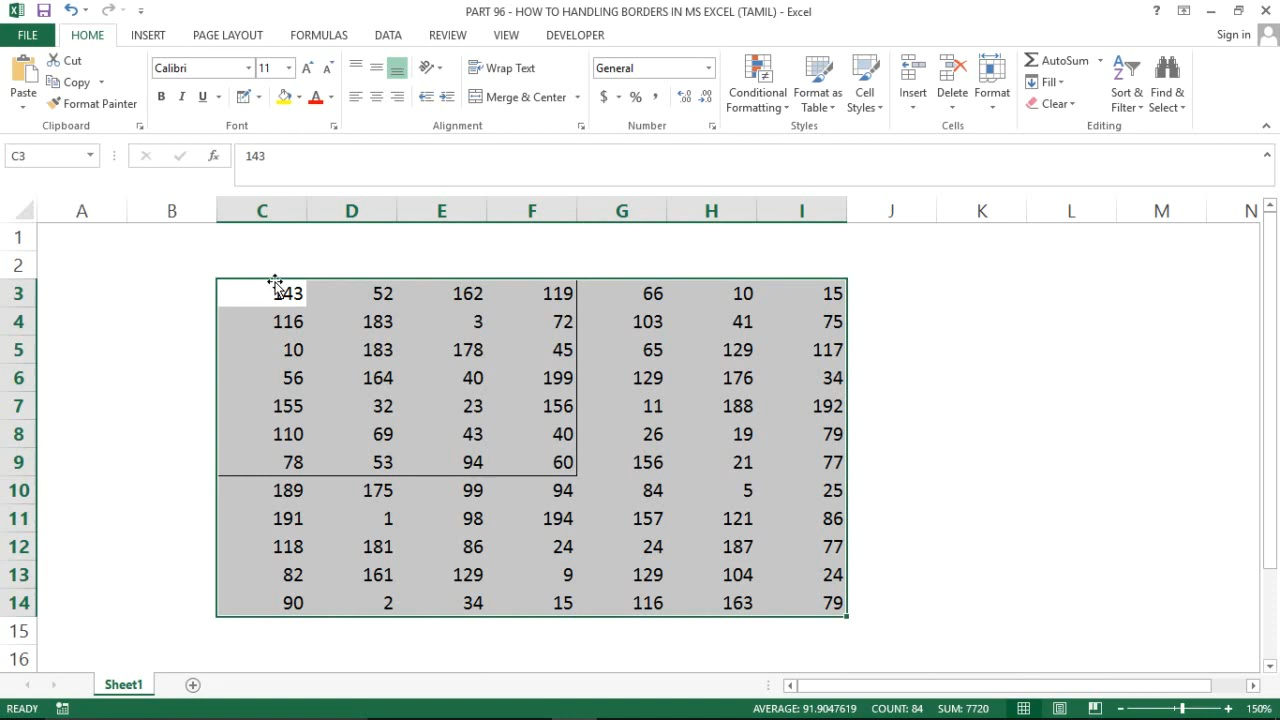 PART 96 - HOW TO HANDLING BORDERS IN MS EXCEL (TAMIL) - Excel
?
Sign in
FILE HOME INSERT PAGE LAYOUT FORMULAS DATA REVIEW VIEW DEVELOPER
Paste
Cut
Copy
Format Painter
Clipboard
Calibri 11
B I U A
Font
Wrap Text
Merge & Center
Alignment
General
$ % ,
Number
Conditional Formatting
Format as Table
Cell Styles
Styles
Insert Delete Format
Cells
AutoSum
Fill
Clear
Sort & Filter
Find & Select
Editing
C3 fx 143
A B C D E F G H I J K L M N
1
2
3 143 52 162 119 66 10 15
4 116 183 3 72 103 41 75
5 10 183 178 45 65 129 117
6 56 164 40 199 129 176 34
7 155 32 23 156 11 188 192
8 110 69 43 40 26 19 79
9 78 53 94 60 156 21 77
10 189 175 99 94 84 5 25
11 191 1 98 194 157 121 86
12 118 181 86 24 24 187 77
13 82 161 129 9 129 104 24
14 90 2 34 15 116 163 79
15
16
Sheet1
READY AVERAGE: 91.9047619 COUNT: 84 SUM: 7720 150%